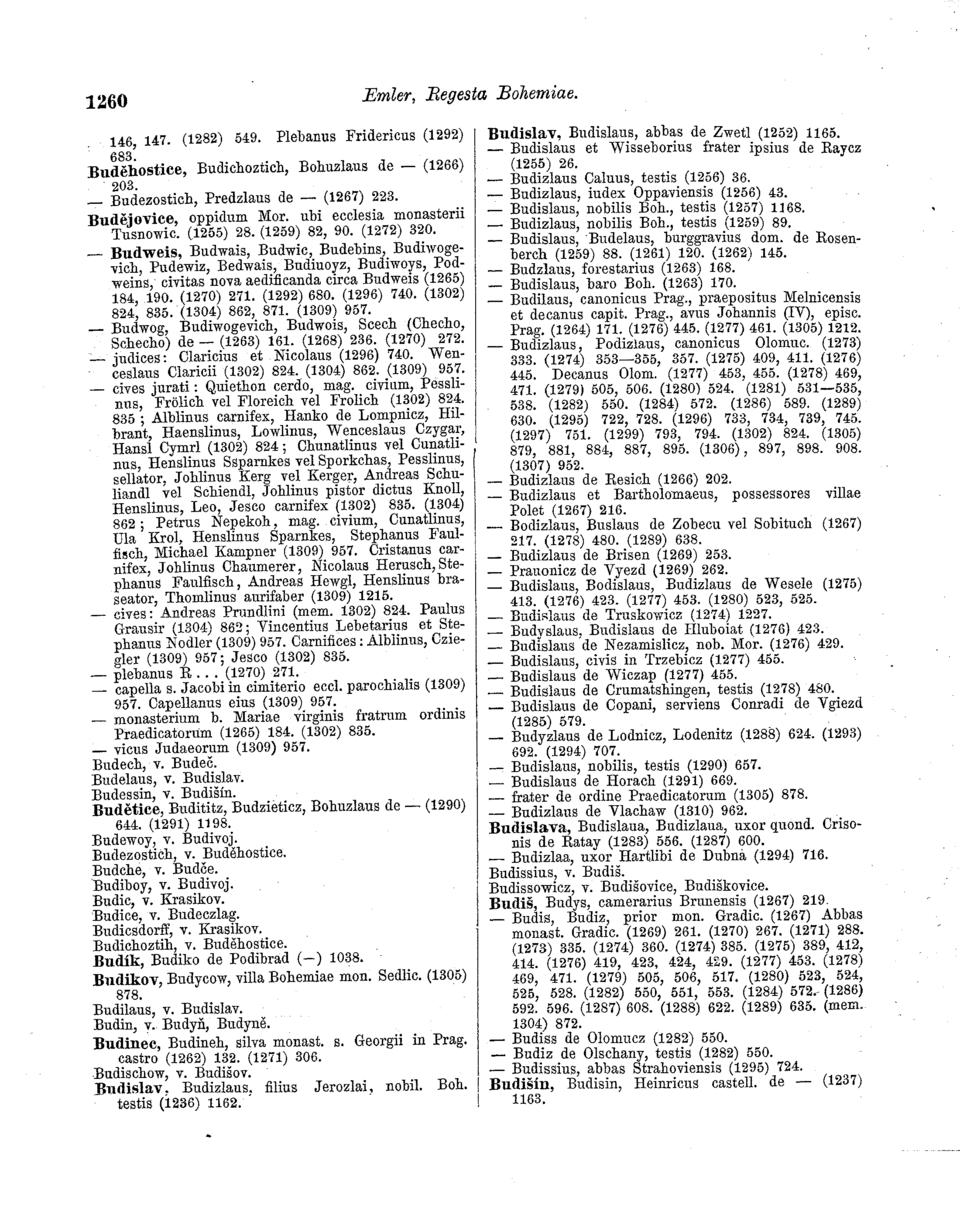 1260
Emler, Regesta Bohemiae.
146, 147. (1282) 549. Plebanus Fridericus (1292)
683.
Buděhostice, Budichoztich, Bohuzlaus de — (1266)
203.
— Budezostich, Predzlaus de — (1267) 223.
Budějovice, oppidum Mor. ubi ecclesia monasterii
Tusnowic. (1255) 28. (1259) 82, 90. (1272) 320.
— Budweis, Budwais, Budwic, Budebins, Budiwoge-
vich, Pudewiz, Bedwais, Budiuoyz, Budiwoys, Pod-
weins, civitas nova aedificanda circa Budweis (1265)
184, 190. (1270) 271. (1292) 680. (1296) 740. (1302)
824, 835. (1304) 862, 871. (1309) 957.
— Budwog, Budiwogevich, Budwois, Scech (Checho,
Schecho) de — (1263) 161. (1268) 236. (1270) 272.
— judices: Claricius et Nicolaus (1296) 740. Wen-
ceslaus Claricii (1302) 824. (1304) 862. (1309) 957.
— cives jurati: Quiethon cerdo, mag. civium, Pessli-
nus, Frölich vel Floreich vel Frolich (1302) 824.
835; Alblinus carnifex, Hanko de Lompnicz, Hil-
brant, Haenslinus, Lowlinus, Wenceslaus Czygar,
Hansl Cymrl (1302) 824; Chunatlinus vel Cunatli-
nus, Henslinus Ssparnkes vel Sporkchas, Pesslinus,
sellator, Johlinus Kerg vel Kerger, Andreas Schu-
liandl vel Schiendl, Johlinus pistor dictus Knoll,
Henslinus, Leo, Jesco carnifex (1302) 835. (1304)
862; Petrus Nepekoh, mag. civium, Cunatlinus,
Ula Krol, Henslinus Sparnkes, Stephanus Faul-
fisch, Michael Kampner (1309) 957. Cristanus car-
nifex, Johlinus Chaumerer, Nicolaus Herusch, Ste-
phanus Faulfisch, Andreas Hewgl, Henslinus bra-
seator, Thomlinus aurifaber (1309) 1215.
— cives: Andreas Prundlini (mem. 1302) 824. Paulus
Grausir (1304) 862; Vincentius Lebetarius et Ste-
phanus Nodler (1309) 957. Carnifices: Alblinus, Czie-
gler (1309) 957; Jesco (1302) 835.
— plebanus R... (1270) 271.
— capella s. Jacobi in cimiterio eccl. parochialis (1309)
957. Capellanus eius (1309) 957.
— monasterium b. Mariae virginis fratrum ordinis
Praedicatorum (1265) 184. (1302) 835.
— vicus Judaeorum (1309) 957.
Budech, v. Budeč.
Budelaus, v. Budislav.
Budessin, v. Budišín.
Budětice, Budititz, Budzieticz, Bohuzlaus de — (1290)
644. (1291) 1198.
Budewoy, v. Budivoj.
Budezostich, v. Buděhostice.
Budche, v. Budče.
Budiboy, v. Budivoj.
Budic, v. Krasikov.
Budice, v. Budeczlag.
Budicsdorff, v. Krasikov.
Budichoztih, v. Buděhostice.
Budík, Budiko de Podibrad (—) 1038.
Budikov, Budycow, villa Bohemiae mon. Sedlic. (1305)
878.
Budilaus, v. Budislav.
Budin, v. Budyň, Budyně.
Budinec, Budineh, silva monast. s. Georgii in Prag.
castro (1262) 132. (1271) 306.
Budischow, v. Budišov.
Budislav, Budizlaus, filius Jerozlai, nobil. Boh.
testis (1236) 1162.
Budislav, Budislaus, abbas de Zwetl (1252) 1165.
— Budislaus et Wisseborius frater ipsius de Raycz
(1255) 26.
— Budizlaus Caluus, testis (1256) 36.
— Budizlaus, iudex Oppaviensis (1256) 43.
— Budislaus, nobilis Boh., testis (1257) 1168.
— Budizlaus, nobilis Boh., testis (1259) 89.
— Budislaus, Budelaus, burggravius dom. de Rosen-
berch (1259) 88. (1261) 120. (1262) 145.
— Budzlaus, forestarius (1263) 168.
— Budislaus, baro Boh. (1263) 170.
— Budilaus, canonicus Prag., praepositus Melnicensis
et decanus capit. Prag., avus Johannis (IV), episc.
Prag. (1264) 171. (1276) 445. (1277) 461. (1305) 1212.
— Budizlaus, Podizlaus, canonicus Olomuc. (1273)
333. (1274) 353—355, 357. (1275) 409, 411. (1276)
445. Decanus Olom. (1277) 453, 455. (1278) 469,
471. (1279) 505, 506. (1280) 524. (1281) 531—535,
538. (1282) 550. (1284) 572. (1286) 589. (1289)
630. (1295) 722, 728. (1296) 733, 734, 739, 745.
(1297) 751. (1299) 793, 794. (1302) 824. (1305)
879, 881, 884, 887, 895. (1306), 897, 898. 908.
(1307) 952.
— Budizlaus de Resich (1266) 202.
— Budizlaus et Bartholomaeus, possessores villae
Polet (1267) 216.
— Bodizlaus, Buslaus de Zobecu vel Sobituch (1267)
217. (1278) 480. (1289) 638.
— Budizlaus de Brisen (1269) 253.
— Prauonicz de Vyezd (1269) 262.
— Budislaus, Bodislaus, Budizlaus de Wesele (1275)
413. (1276) 423. (1277) 453. (1280) 523, 525.
— Budislaus de Truskowicz (1274) 1227.
— Budyslaus, Budislaus de Hluboiat (1276) 423.
— Budislaus de Nezamislicz, nob. Mor. (1276) 429.
— Budislaus, civis in Trzebicz (1277) 455.
— Budislaus de Wiczap (1277) 455.
— Budislaus de Crumatshingen, testis (1278) 480.
— Budislaus de Copani, serviens Conradi de Vgiezd
(1285) 579.
— Budyzlaus de Lodnicz, Lodenitz (1288) 624. (1293)
692. (1294) 707.
— Budislaus, nobilis, testis (1290) 657.
— Budislaus de Horach (1291) 669.
— frater de ordine Praedicatorum (1305) 878.
— Budizlaus de Vlachaw (1310) 962.
Budislava, Budislaua, Budizlaua, uxor quond. Criso-
nis de Ratay (1283) 556. (1287) 600.
— Budizlaa, uxor Hartlibi de Dubna (1294) 716.
Budissius, v. Budiš.
Budissowicz, v. Budišovice, Budiškovice.
Budiš, Budys, camerarius Brunensis (1267) 219.
— Budis, Budiz, prior mon. Gradic. (1267) Abbas
monast. Gradic. (1269) 261. (1270) 267. (1271) 288.
(1273) 335. (1274) 360. (1274) 385. (1275) 389, 412,
414. (1276) 419, 423, 424, 429. (1277) 453. (1278)
469, 471. (1279) 505, 506, 517. (1280) 523, 524,
525, 528. (1282) 550, 551, 553. (1284) 572. (1286)
592. 596. (1287) 608. (1288) 622. (1289) 635. (mem.
1304) 872.
— Budiss de Olomucz (1282) 550.
— Budiz de Olschany, testis (1282) 550.
— Budissius, abbas Strahoviensis (1295) 724.
Budišín, Budisin, Heinricus castell. de — (1237)
1163.